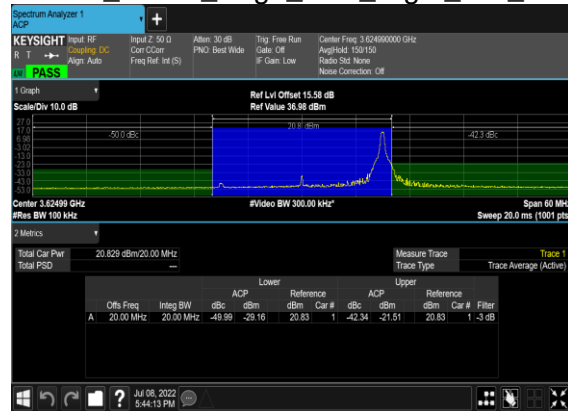 Spectrum Analyzer 1
ACP
+
KEYSIGHT Input: RF Input Z: 50 Ω Atten: 30 dB Trig: Free Run Center Freq: 3.624990000 GHz
R T Coupling: DC Corr CCorr PNO: Best Wide Gate: Off Avg|Hold: 150/150
Align: Auto Freq Ref: Int (S) IF Gain: Low Radio Std: None
LW PASS Noise Correction: Off
1 Graph
Ref Lvl Offset 15.58 dB
Scale/Div 10.0 dB Ref Value 36.98 dBm
27.0
17.0
6.98
-3.02
-13.0
-23.0
-33.0
-43.0
-53.0
-50.0 dBc 20.8 dBm -42.3 dBc
Center 3.62499 GHz #Video BW 300.00 kHz* Span 60 MHz
#Res BW 100 kHz Sweep 20.0 ms (1001 pts
2 Metrics
Total Car Pwr 20.829 dBm/20.00 MHz Measure Trace Trace 1
Total PSD --- Trace Type Trace Average (Active)
Lower Upper
ACP Reference ACP Reference
Offs Freq Integ BW dBc dBm dBm Car # dBc dBm dBm Car # Filter
A 20.00 MHz 20.00 MHz -49.99 -29.16 20.83 1 -42.34 -21.51 20.83 1 -3 dB
? Jul 08, 2022
5:44:13 PM